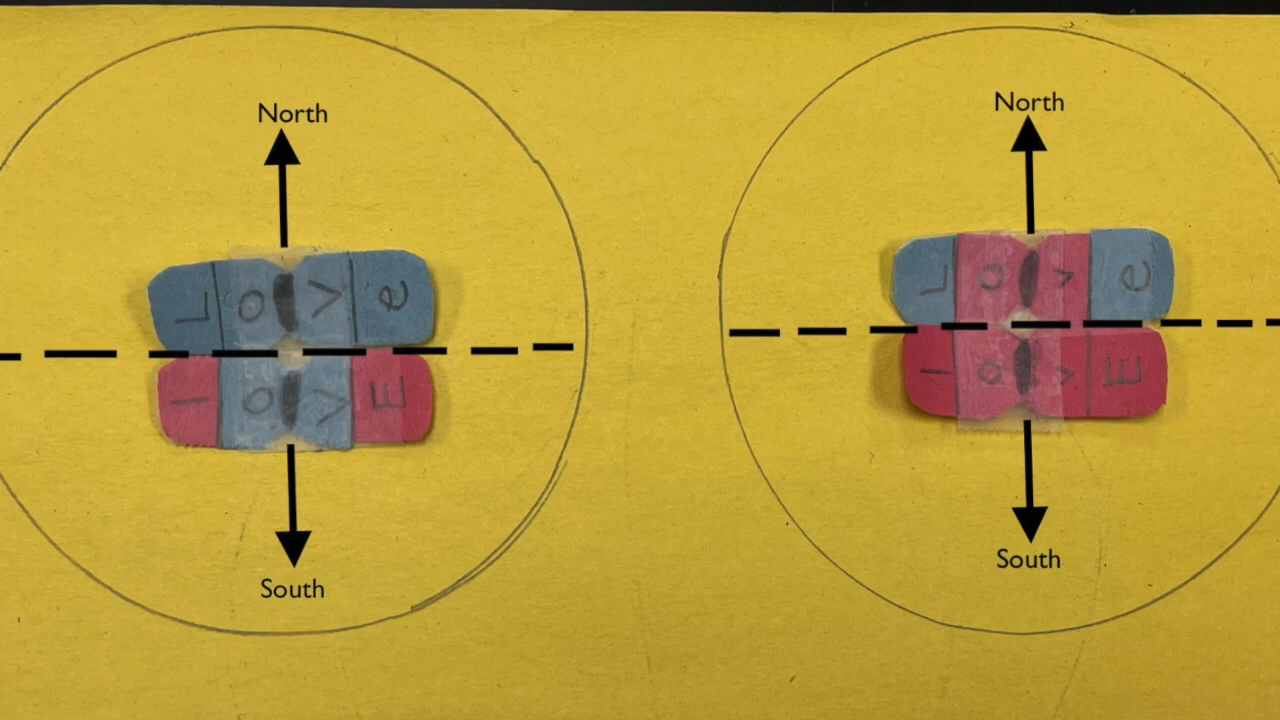 North
L o V e
l o V E
South
North
L o v e
l o v E
South